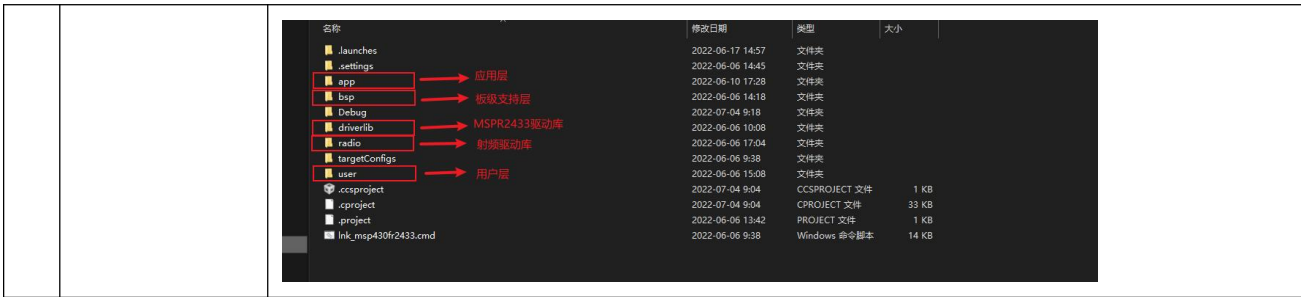 名称 修改日期 类型 大小
.launches 2022-06-17 14:57 文件夹
.settings 2022-06-06 14:45 文件夹
app 应用层 2022-06-10 17:28 文件夹
bsp 板级支持层 2022-06-06 14:18 文件夹
Debug 2022-07-04 9:18 文件夹
driverlib MSPR2433驱动库 2022-06-06 10:08 文件夹
radio 射频驱动库 2022-06-06 17:04 文件夹
targetConfigs 2022-06-06 9:38 文件夹
user 用户层 2022-06-06 15:08 文件夹
.ccsproject 2022-07-04 9:04 CCSPROJECT 文件 1 KB
.cproject 2022-07-04 9:04 CPROJECT 文件 33 KB
.project 2022-06-06 13:42 PROJECT 文件 1 KB
lnk_msp430fr2433.cmd 2022-06-06 9:38 Windows 命令脚本 14 KB